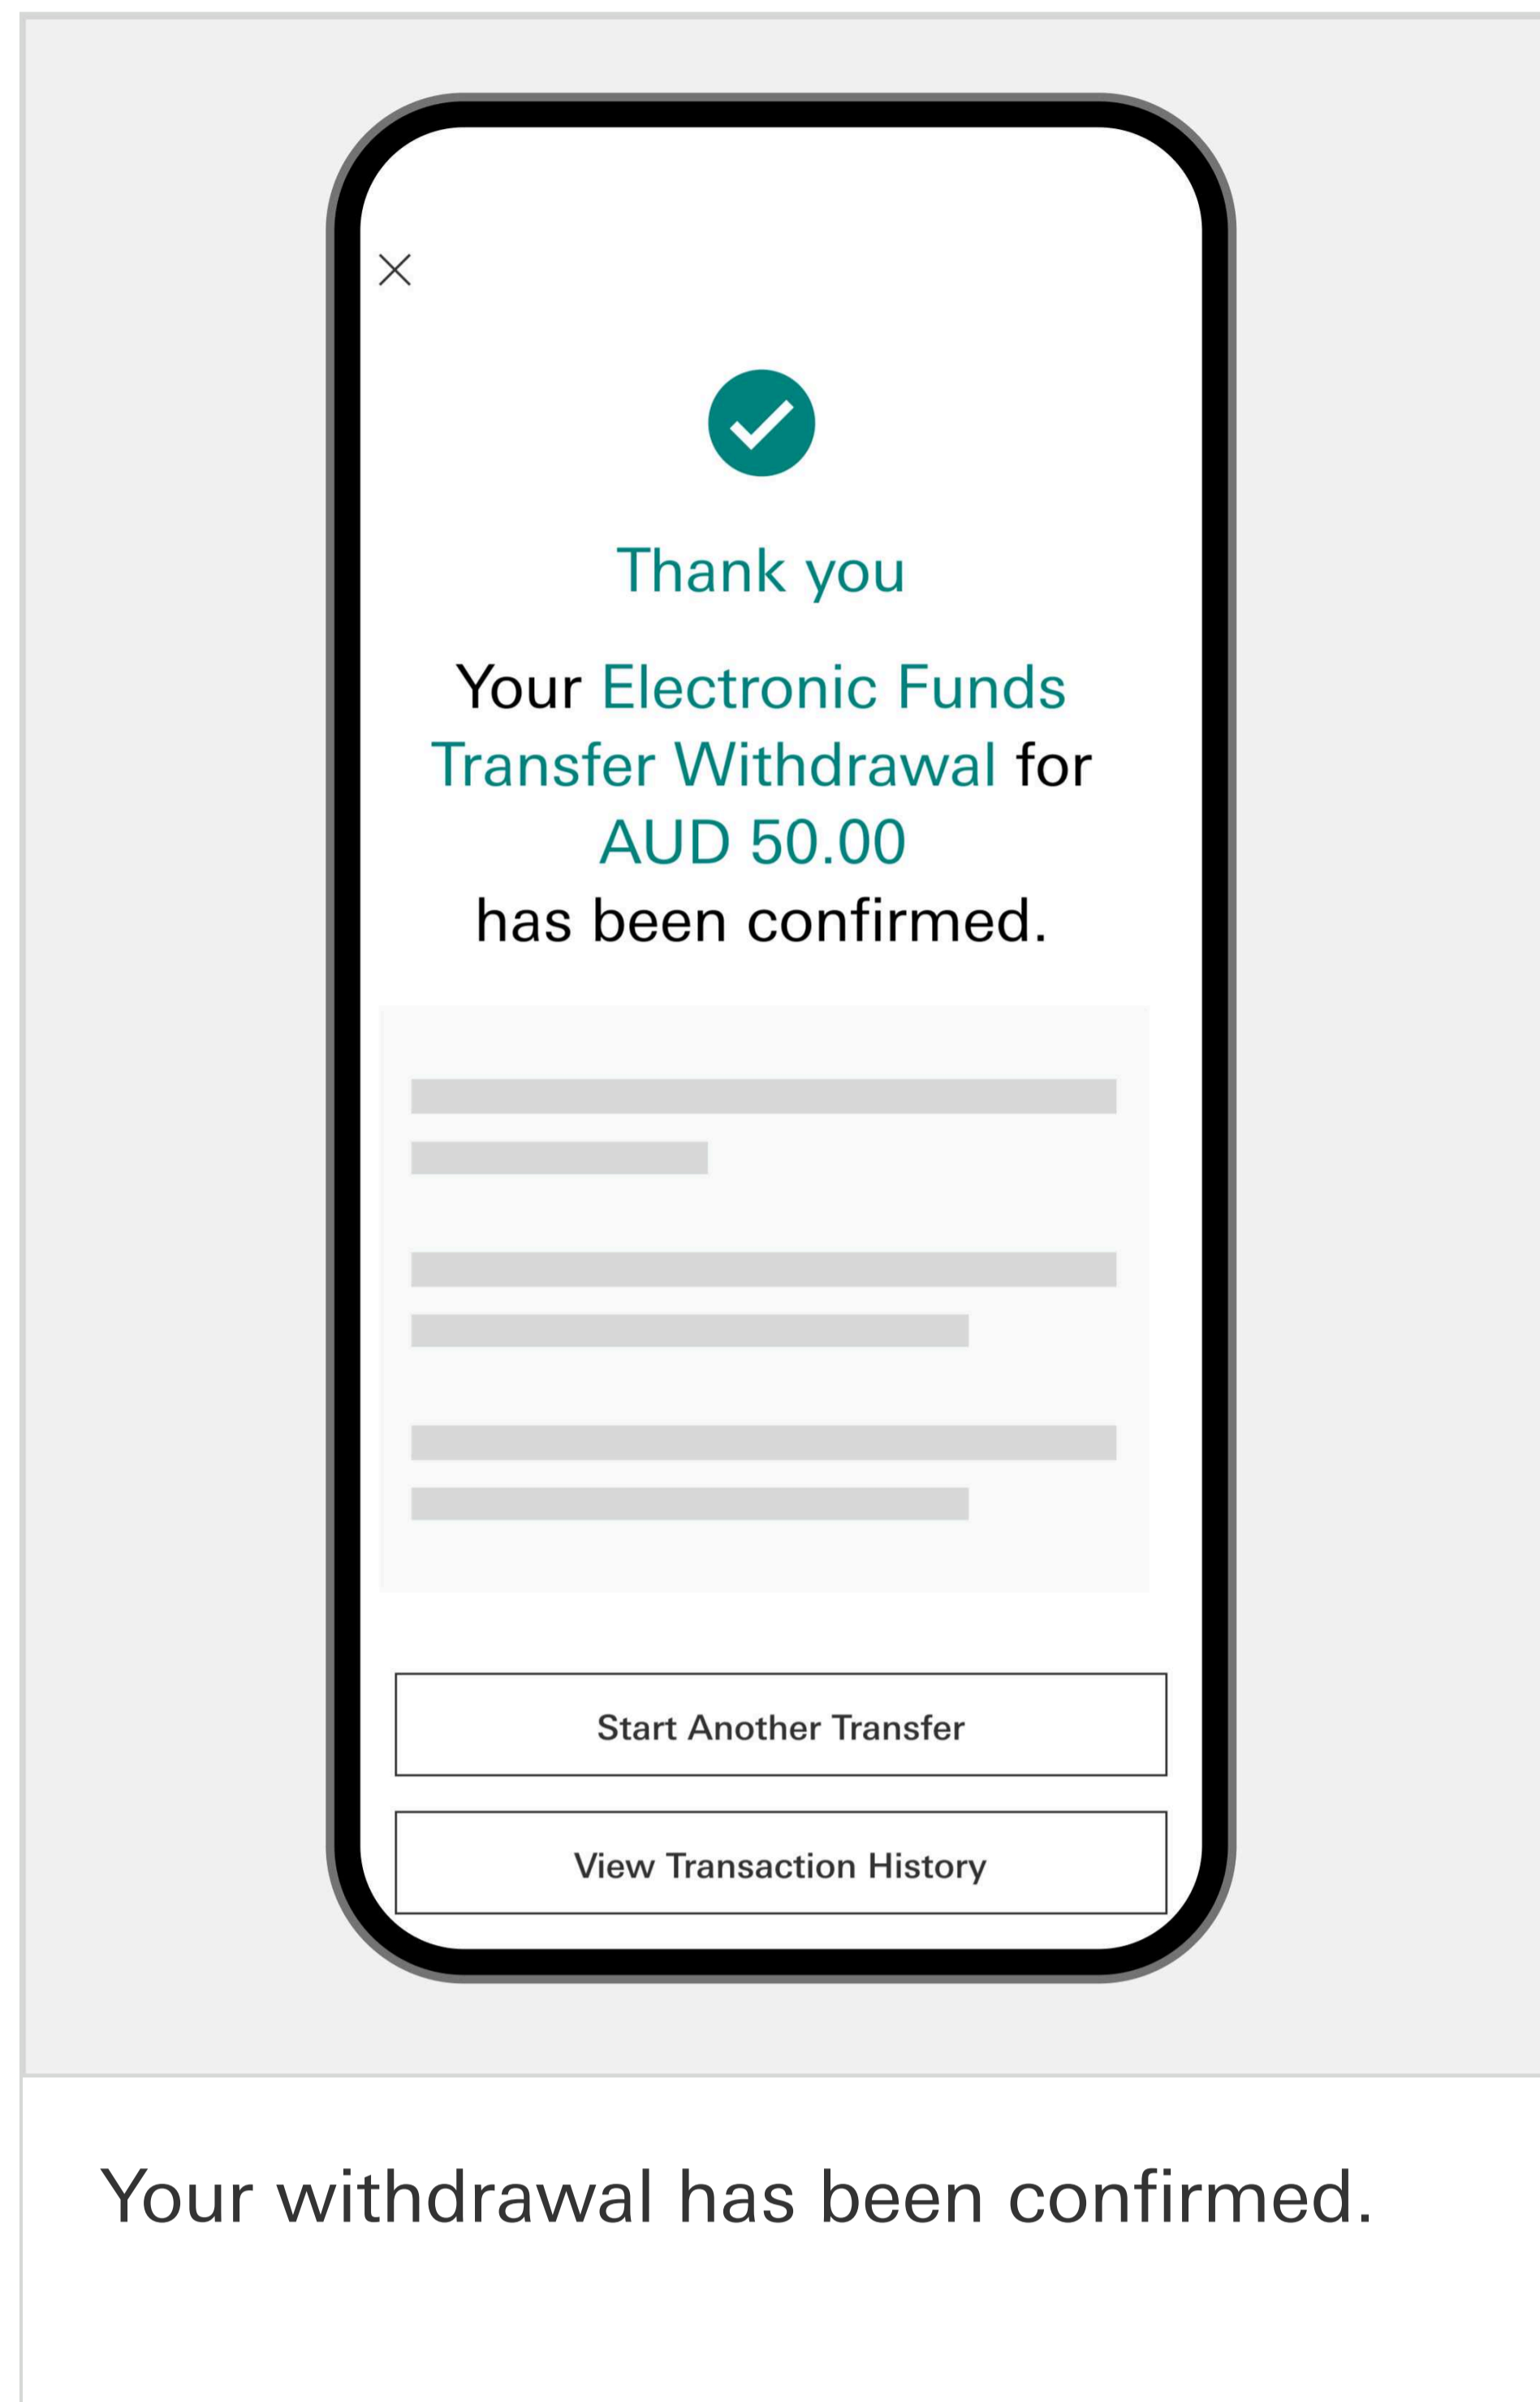 Thank you
Your Electronic Funds
Transfer Withdrawal for
AUD 50.00
has been confirmed.
Start Another Transfer
View Transaction History
Your withdrawal has been confirmed.